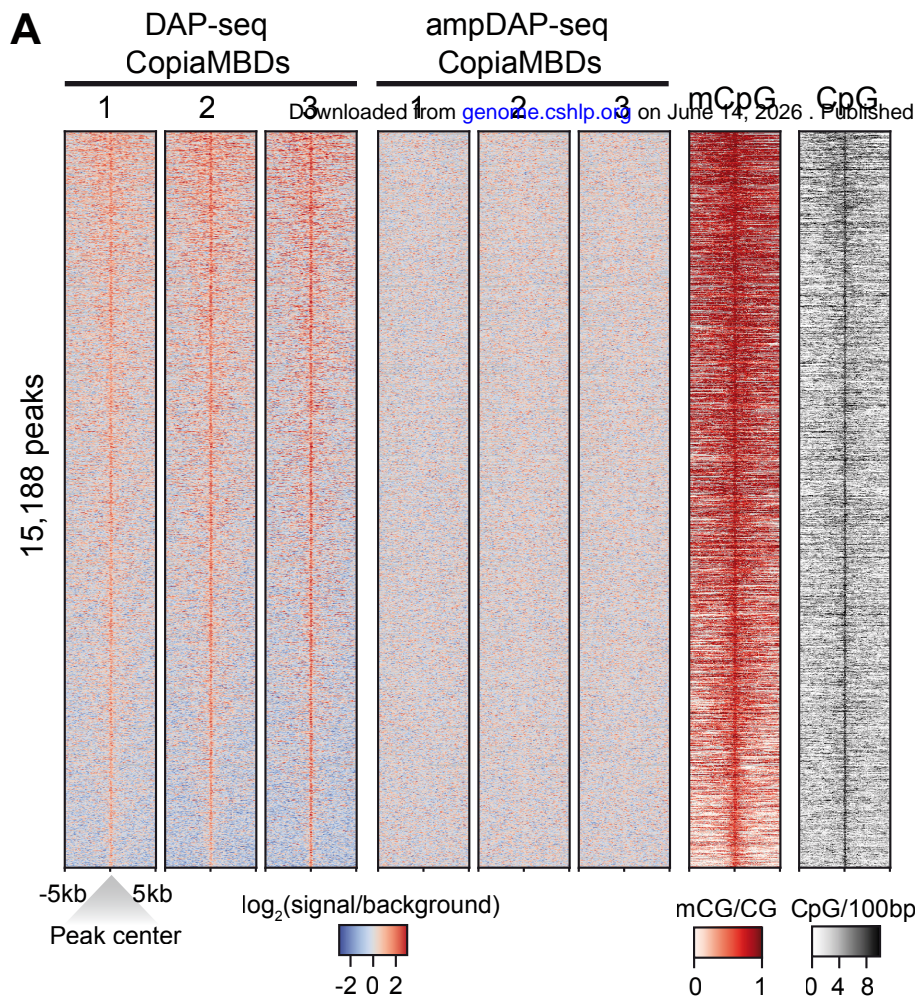 A
DAP-seq
CopiaMBDs
ampDAP-seq
CopiaMBDs
1 2 3 1 2 3 mCpG CpG
Downloaded from genome.cshlp.org on June 14, 2026 . Published
15,188 peaks
-5kb 5kb
Peak center
log2(signal/background)
-2 0 2
mCG/CG
0 1
CpG/100bp
0 4 8